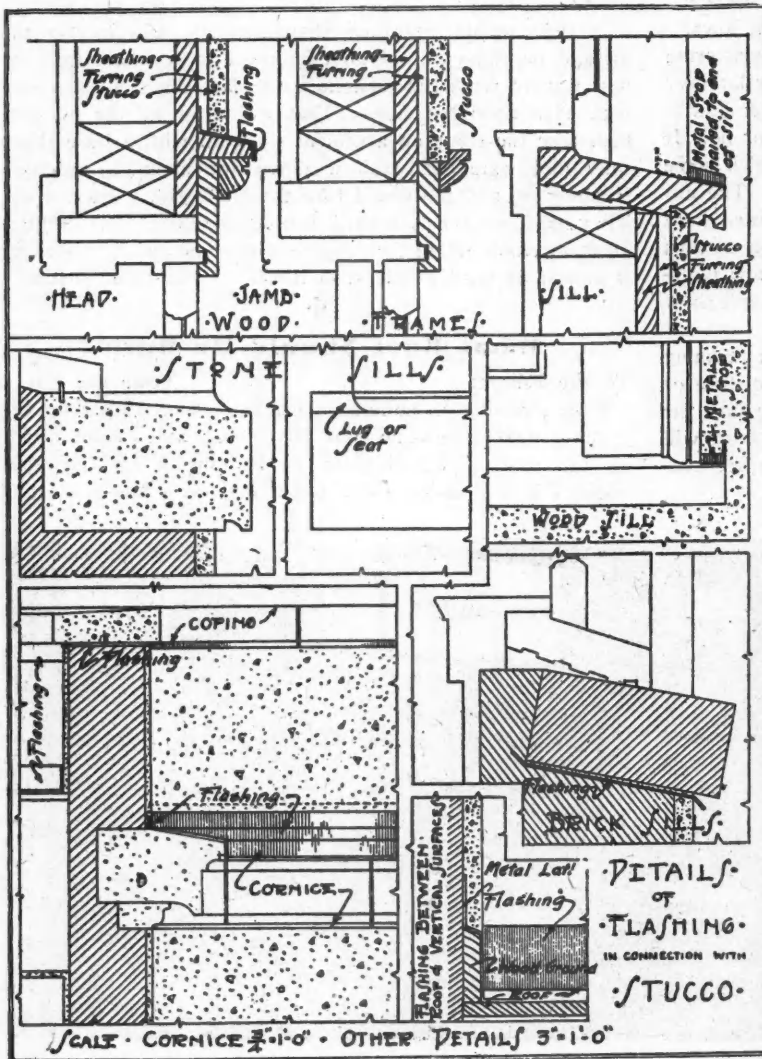 Sheathing
Furring
Stucco
Flashing
Sheathing
Furring
Stucco
Metal Stop
nailed to end
of sill
Stucco
Furring
Sheathing
·HEAD·
JAMB
SILL
·WOOD· ·FRAMES
STONE SILLS·
Lug or
Seat
METAL
STOP
WOOD SILL
COPING
Flashing
Flashing
Flashing
CORNICE
Flashing
BRICK SILLS·
FLASHING BETWEEN
ROOF & VERTICAL SURFACES
Metal Lath
Flashing
2" Wood Ground
ROOF
·DETAILS·
OF
·FLASHING·
IN CONNECTION WITH
·STUCCO·
SCALE · CORNICE 3/4"=1'-0" · OTHER DETAILS 3"=1'-0"